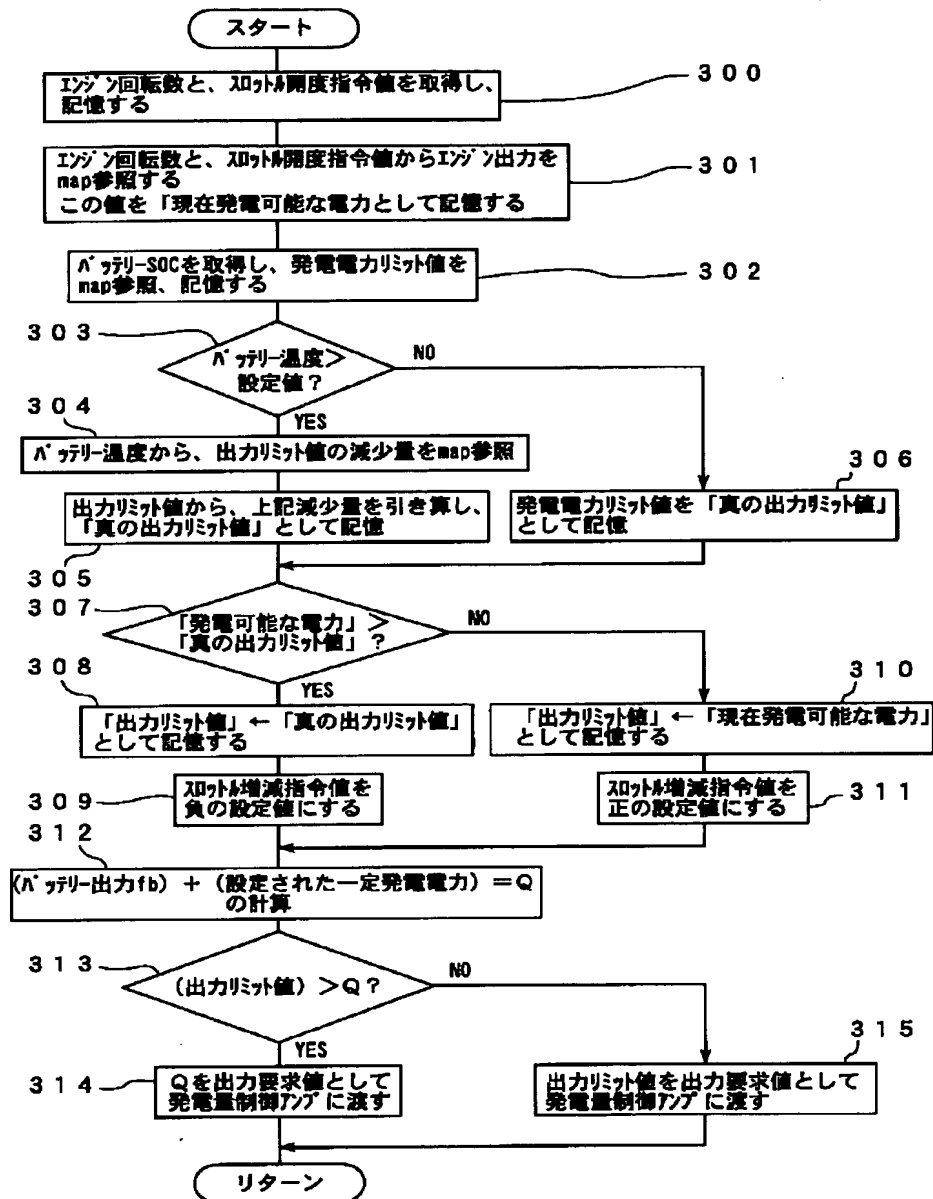 スタート
エンジン回転数と、スロットル開度指令値を取得し、
記憶する
300
エンジン回転数と、スロットル開度指令値からエンジン出力を
map参照する
この値を「現在発電可能な電力として記憶する
301
バッテリーSOCを取得し、発電電力リミット値を
map参照、記憶する
302
303
バッテリー温度＞
設定値？
NO
YES
304
バッテリー温度から、出力リミット値の減少量をmap参照
306
出力リミット値から、上記減少量を引き算し、
「真の出力リミット値」として記憶
発電電力リミット値を「真の出力リミット値」
として記憶
305
307
「発電可能な電力」＞
「真の出力リミット値」？
NO
YES
308
310
「出力リミット値」←「真の出力リミット値」
として記憶する
「出力リミット値」←「現在発電可能な電力」
として記憶する
309
スロットル増減指令値を
負の設定値にする
スロットル増減指令値を
正の設定値にする
311
312
(バッテリー出力fb)＋(設定された一定発電電力)＝Q
の計算
313
(出力リミット値)＞Q？
NO
YES
315
314
Qを出力要求値として
発電量制御アンプに渡す
出力リミット値を出力要求値として
発電量制御アンプに渡す
リターン